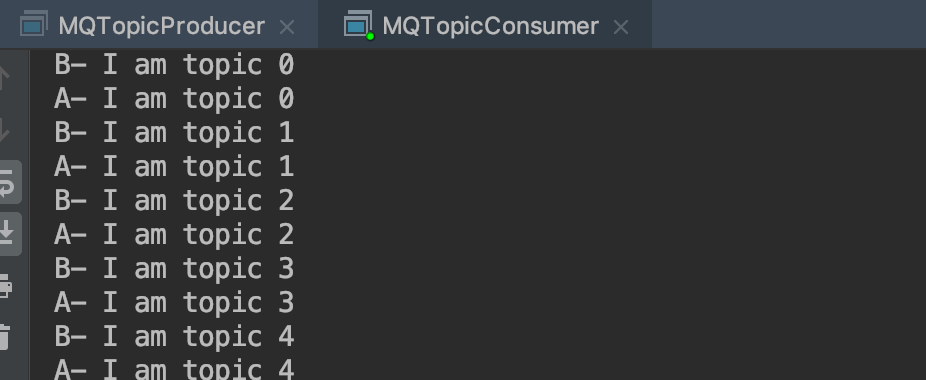 MQTopicProducer MQTopicConsumer
B- I am topic 0
A- I am topic 0
B- I am topic 1
A- I am topic 1
B- I am topic 2
A- I am topic 2
B- I am topic 3
A- I am topic 3
B- I am topic 4
A- I am topic 4